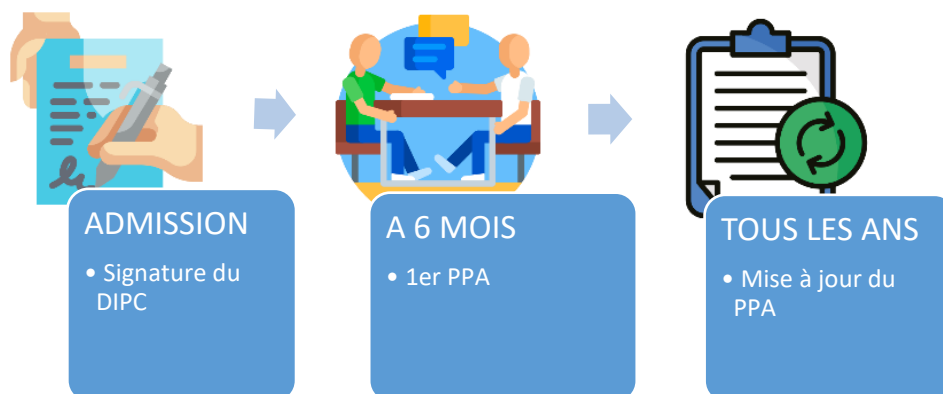 ADMISSION
• Signature du
DIPC
A 6 MOIS
• 1er PPA
TOUS LES ANS
• Mise à jour du
PPA